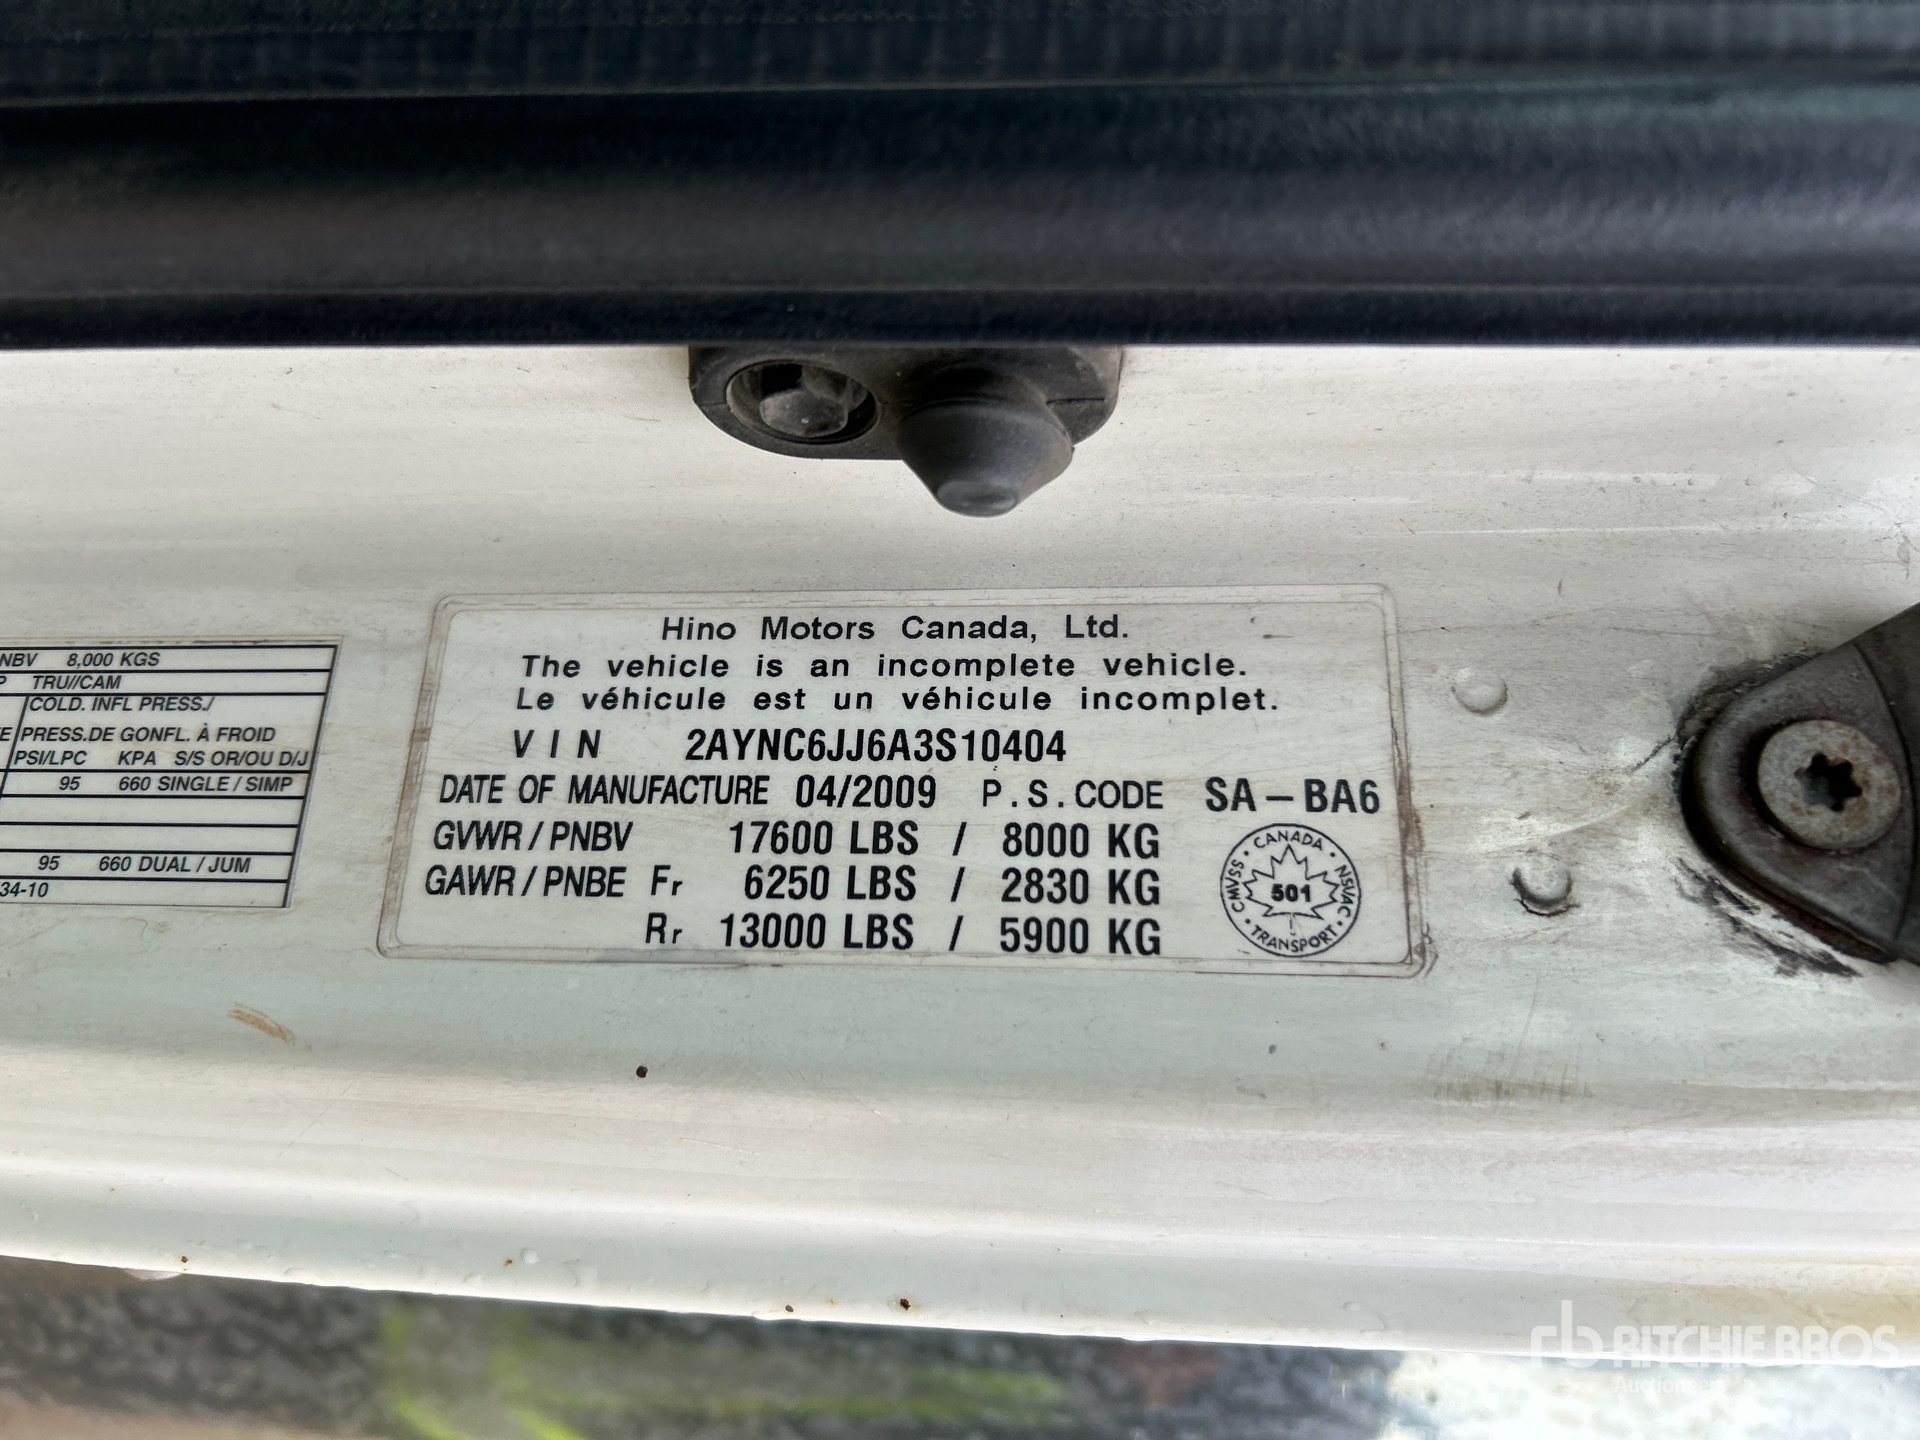 NBV 8,000 KGS
P TRU//CAM
COLD. INFL PRESS./
E PRESS.DE GONFL. À FROID
PSI/LPC KPA S/S OR/OU D/J
95 660 SINGLE / SIMP
95 660 DUAL / JUM
34-10
Hino Motors Canada, Ltd.
The vehicle is an incomplete vehicle.
Le véhicule est un véhicule incomplet.
VIN 2AYNC6JJ6A3S10404
DATE OF MANUFACTURE 04/2009 P.S.CODE SA-BA6
GVWR / PNBV 17600 LBS / 8000 KG
GAWR / PNBE Fr 6250 LBS / 2830 KG
Rr 13000 LBS / 5900 KG
CANADA
CMVSS 501 NSVAC
TRANSPORT
rb RITCHIE BROS
Auctioneers